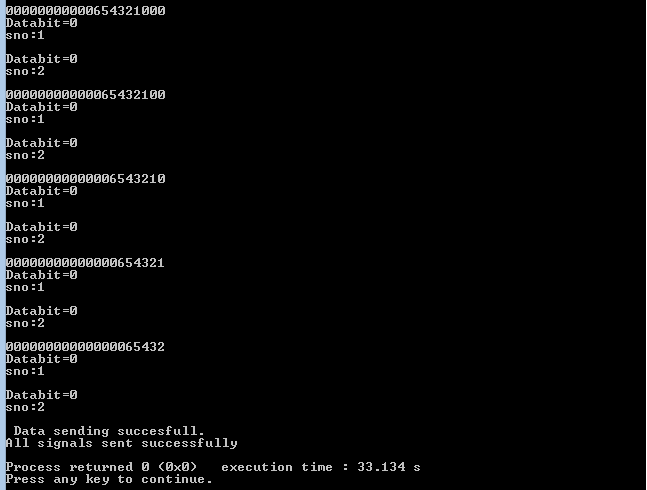 00000000000654321000
Databit=0
sno:1
Databit=0
sno:2
00000000000065432100
Databit=0
sno:1
Databit=0
sno:2
00000000000006543210
Databit=0
sno:1
Databit=0
sno:2
00000000000000654321
Databit=0
sno:1
Databit=0
sno:2
00000000000000065432
Databit=0
sno:1
Databit=0
sno:2
Data sending succesfull.
All signals sent successfully
Process returned 0 (0x0)   execution time : 33.134 s
Press any key to continue.